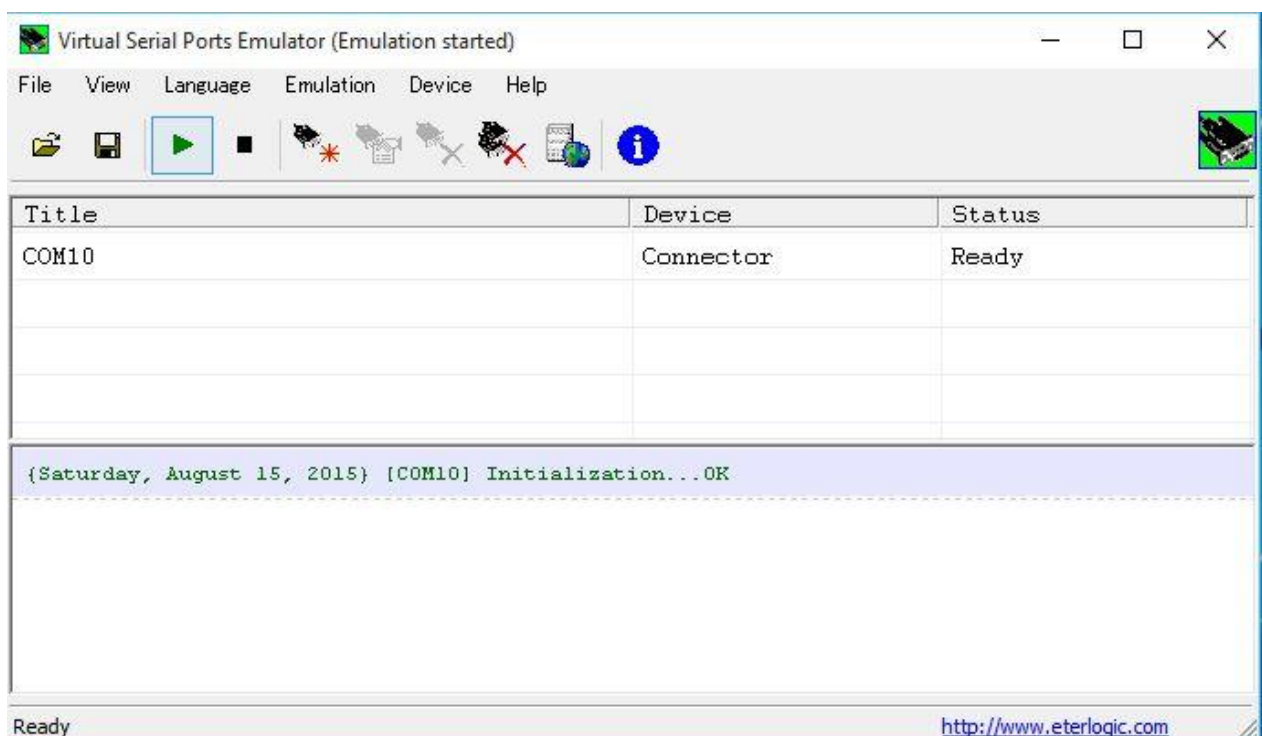 Virtual Serial Ports Emulator (Emulation started)
File View Language Emulation Device Help
Title Device Status
COM10 Connector Ready
{Saturday, August 15, 2015} [COM10] Initialization...OK
Ready http://www.eterlogic.com